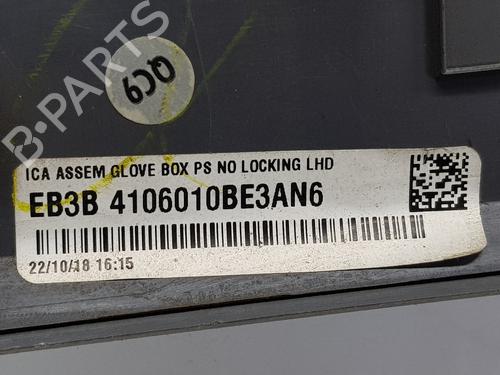 QC9
B-PARTS
ICA ASSEM GLOVE BOX PS NO LOCKING LHD
EB3B 4106010BE3AN6
22/10/18 16:15